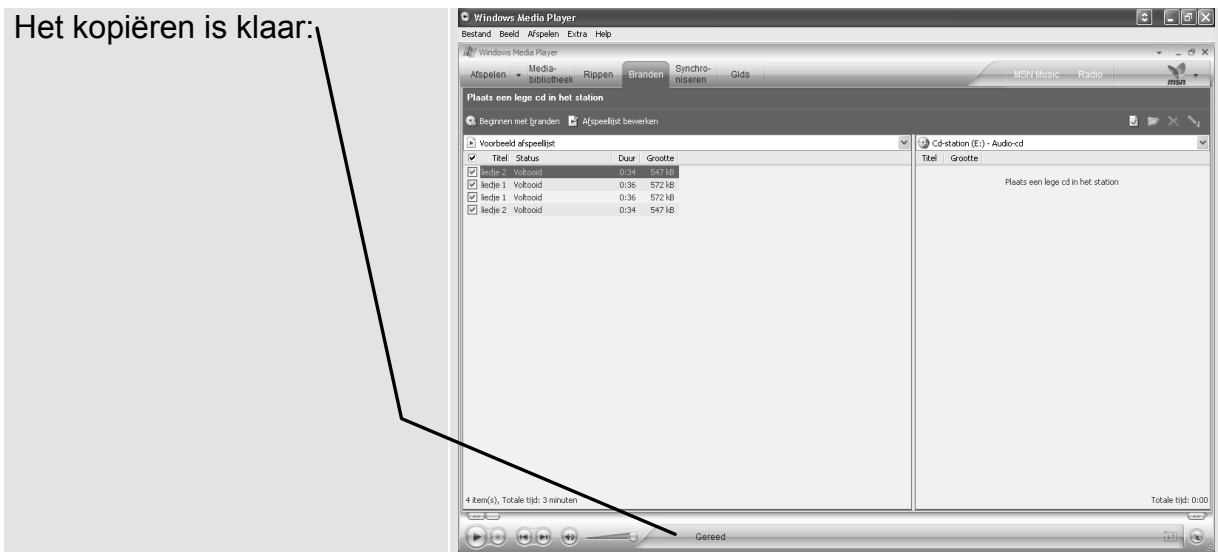 Het kopiëren is klaar:
Windows Media Player
Bestand Beeld Afspelen Extra Help
Windows Media Player
Afspelen Media-bibliotheek Rippen Branden Synchro-niseren Gids MSN Music Radio msn
Plaats een lege cd in het station
Beginnen met branden Afspeellijst bewerken
Voorbeeld afspeellijst Cd-station (E:) - Audio-cd
Titel Status Duur Grootte Titel Grootte
liedje 2 Voltooid 0:34 547 kB
liedje 1 Voltooid 0:36 572 kB
liedje 1 Voltooid 0:36 572 kB
liedje 2 Voltooid 0:34 547 kB
Plaats een lege cd in het station
4 item(s), Totale tijd: 3 minuten Totale tijd: 0:00
Gereed